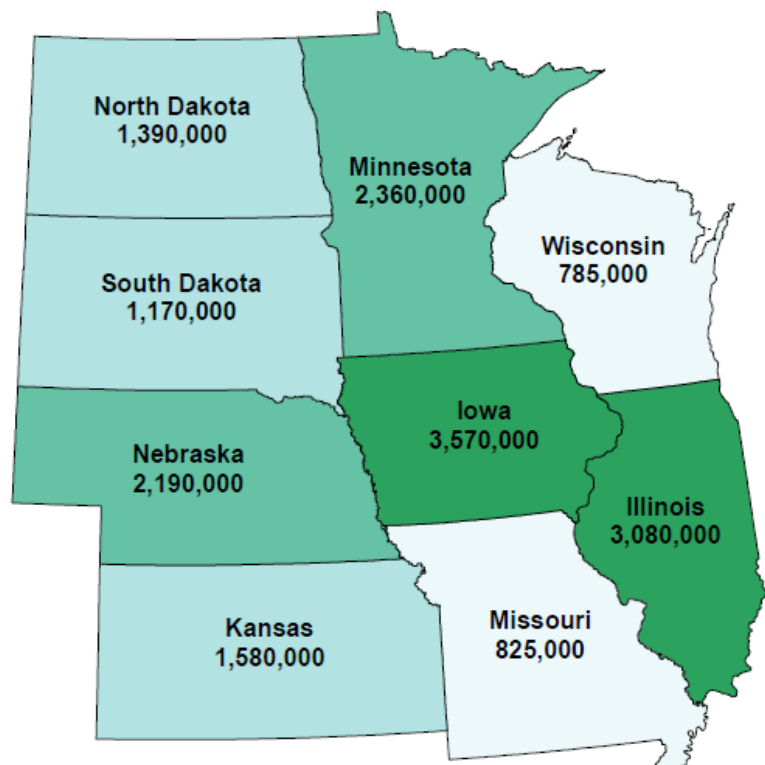 North Dakota
1,390,000
Minnesota
2,360,000
Wisconsin
785,000
South Dakota
1,170,000
Iowa
3,570,000
Nebraska
2,190,000
Illinois
3,080,000
Missouri
825,000
Kansas
1,580,000